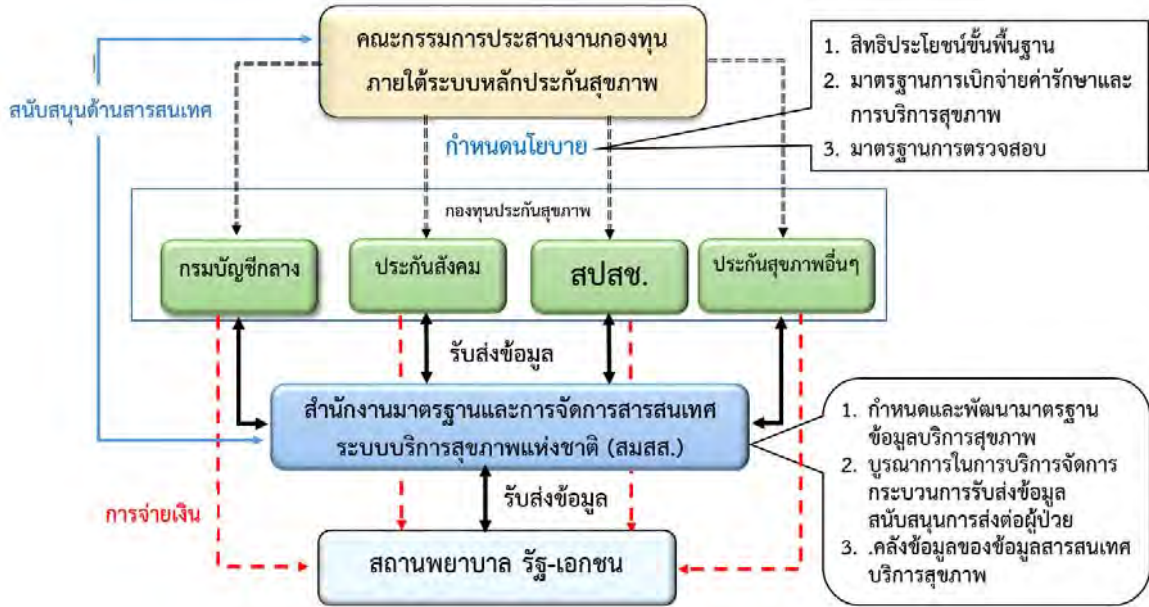 คณะกรรมการประสานงานกองทุน
ภายใต้ระบบหลักประกันสุขภาพ
1. สิทธิประโยชน์ขั้นพื้นฐาน
2. มาตรฐานการเบิกจ่ายค่ารักษาและ
การบริการสุขภาพ
3. มาตรฐานการตรวจสอบ
สนับสนุนด้านสารสนเทศ
กำหนดนโยบาย
กองทุนประกันสุขภาพ
กรมบัญชีกลาง
ประกันสังคม
สปสช.
ประกันสุขภาพอื่นๆ
รับส่งข้อมูล
สำนักงานมาตรฐานและการจัดการสารสนเทศ
ระบบบริการสุขภาพแห่งชาติ (สมสส.)
1. กำหนดและพัฒนามาตรฐาน
ข้อมูลบริการสุขภาพ
2. บูรณาการในการบริการจัดการ
กระบวนการรับส่งข้อมูล
สนับสนุนการส่งต่อผู้ป่วย
3. .คลังข้อมูลของข้อมูลสารสนเทศ
บริการสุขภาพ
รับส่งข้อมูล
การจ่ายเงิน
สถานพยาบาล รัฐ-เอกชน